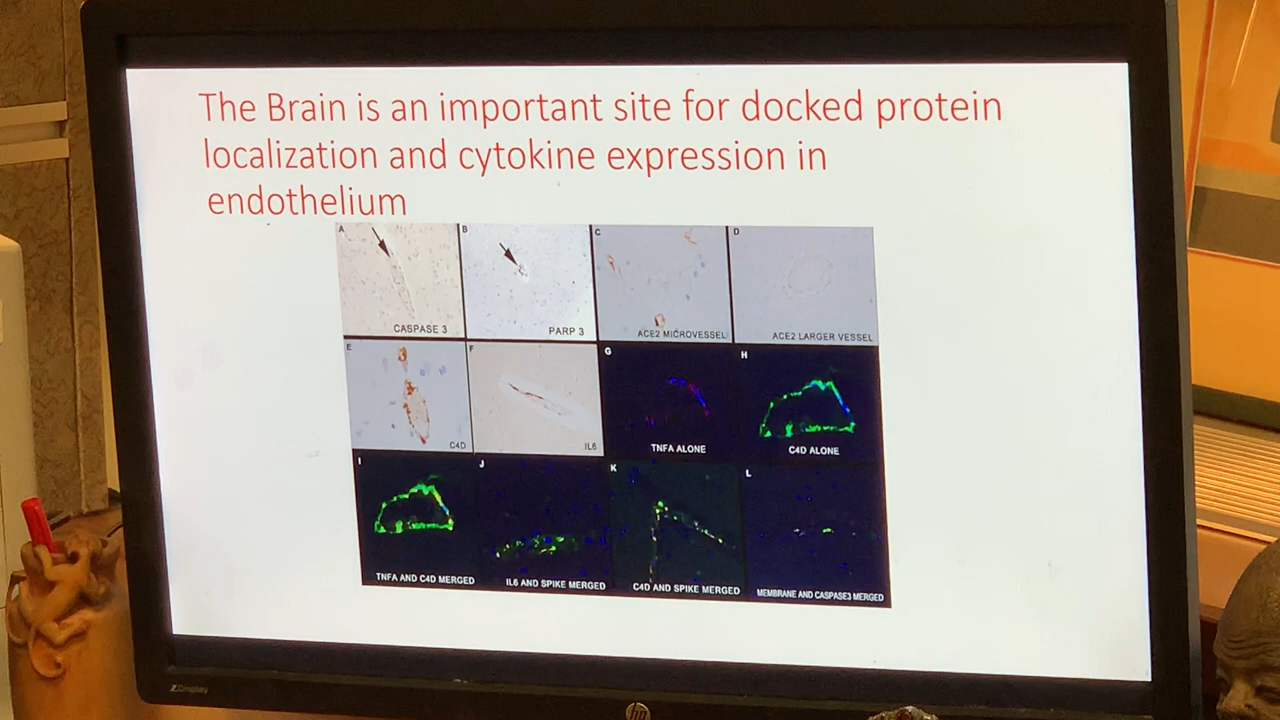 The Brain is an important site for docked protein
localization and cytokine expression in
endothelium
A
CASPASE 3
B
PARP 3
C
ACE2 MICROVESSEL
D
ACE2 LARGER VESSEL
E
C4D
F
IL6
G
TNFA ALONE
H
C4D ALONE
I
TNFA AND C4D MERGED
J
IL6 AND SPIKE MERGED
K
C4D AND SPIKE MERGED
L
MEMBRANE AND CASPASE3 MERGED
ZDisplay
hp